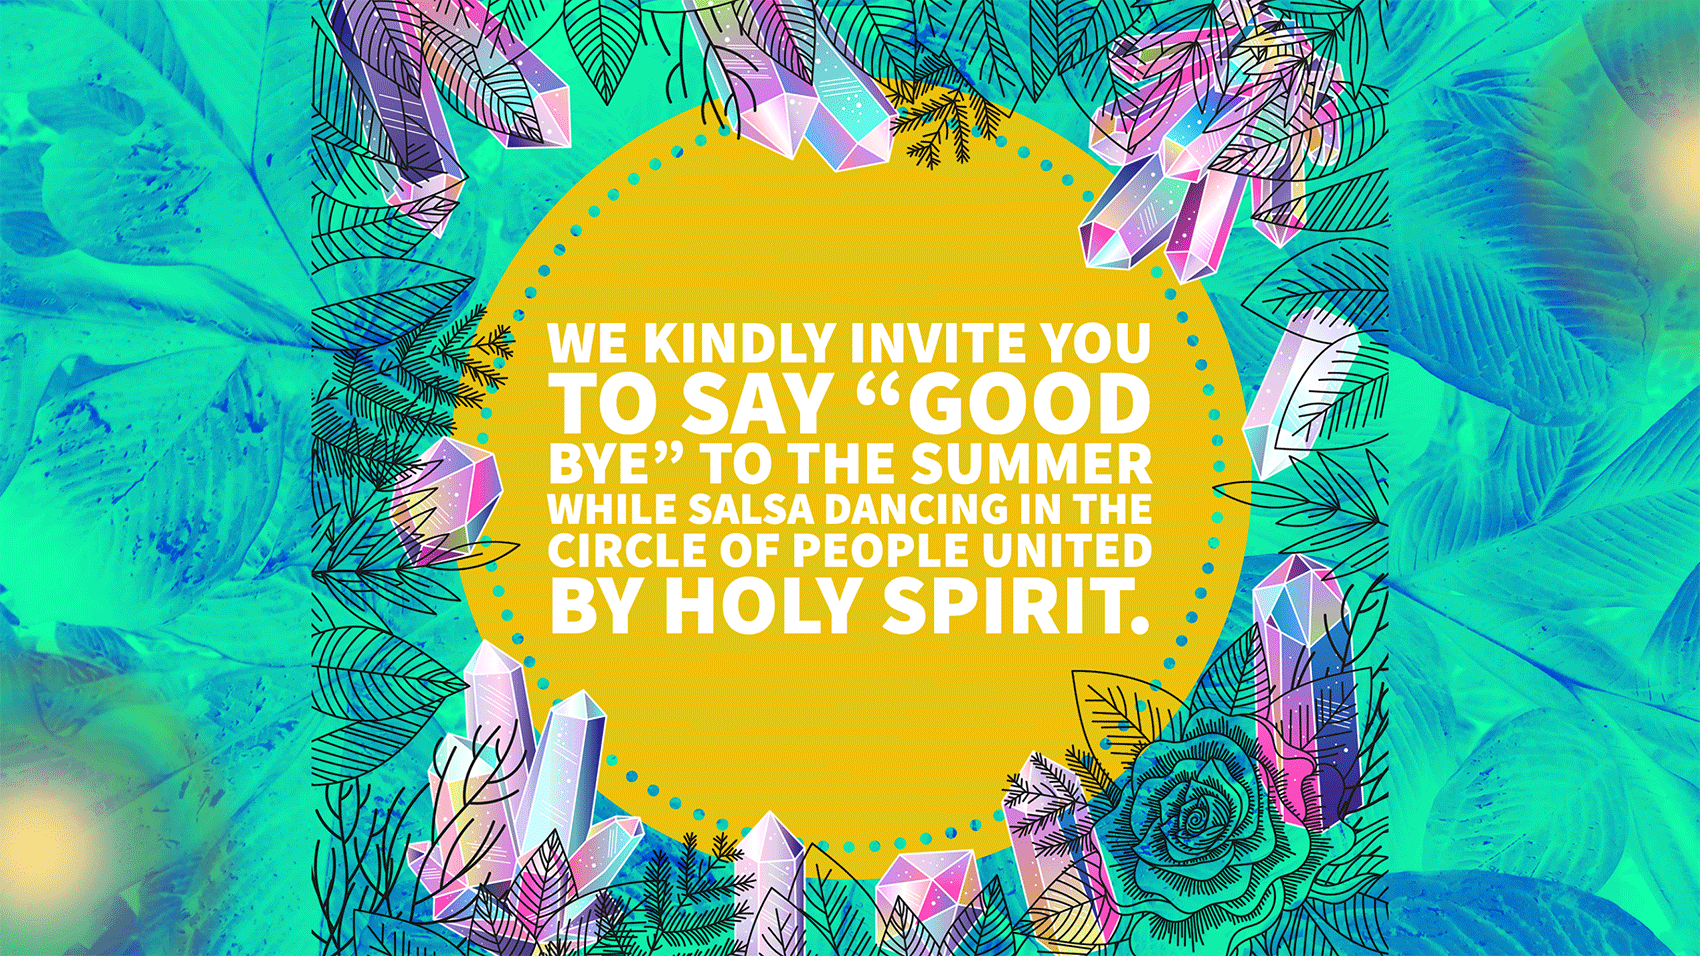 WE KINDLY INVITE YOU
TO SAY “GOOD
BYE” TO THE SUMMER
WHILE SALSA DANCING IN THE
CIRCLE OF PEOPLE UNITED
BY HOLY SPIRIT.